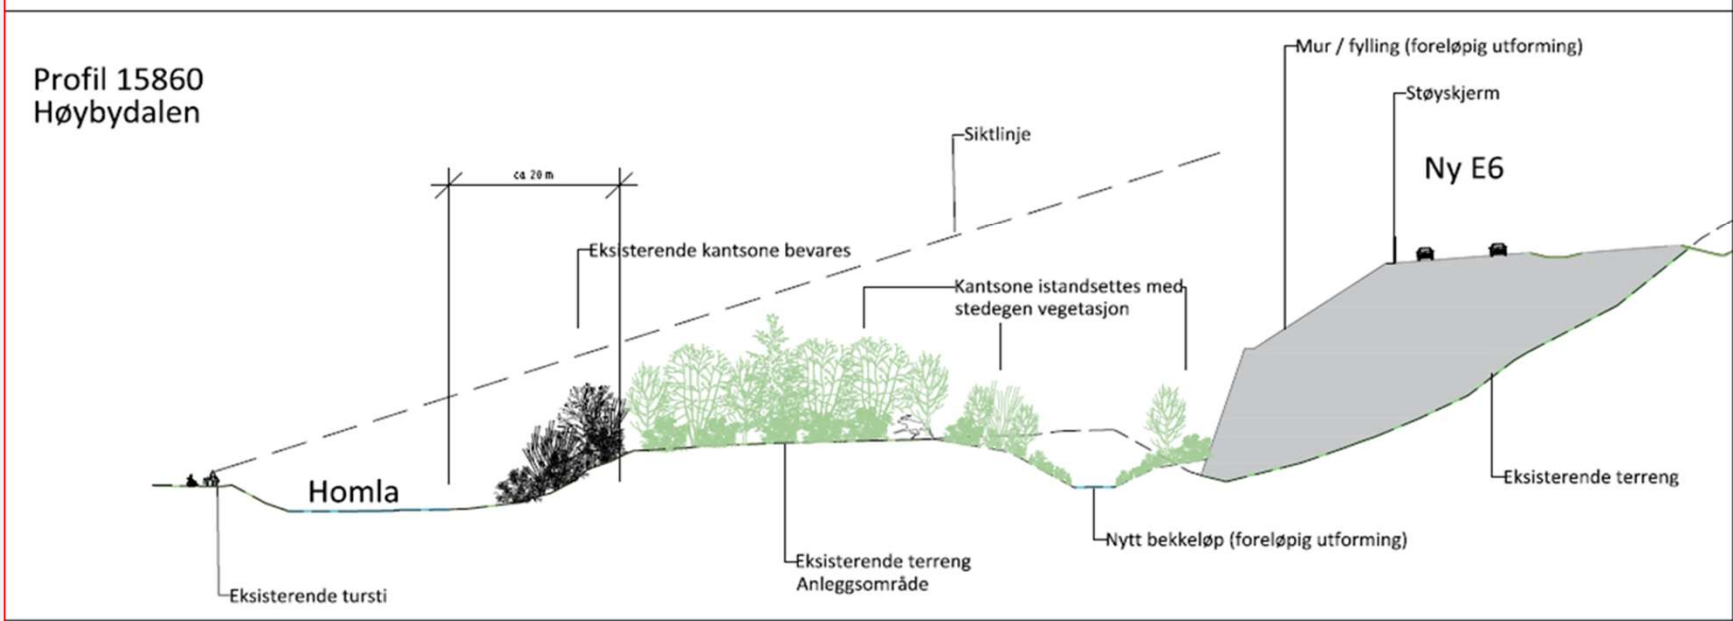 Profil 15860
Høybydalen
Mur / fylling (foreløpig utforming)
Støyskjerm
Siktlinje
Ny E6
ca 20 m
Eksisterende kantsone bevares
Kantsone istandsettes med
stedegen vegetasjon
Homla
Eksisterende terreng
Nytt bekkeløp (foreløpig utforming)
Eksisterende terreng
Anleggsområde
Eksisterende tursti